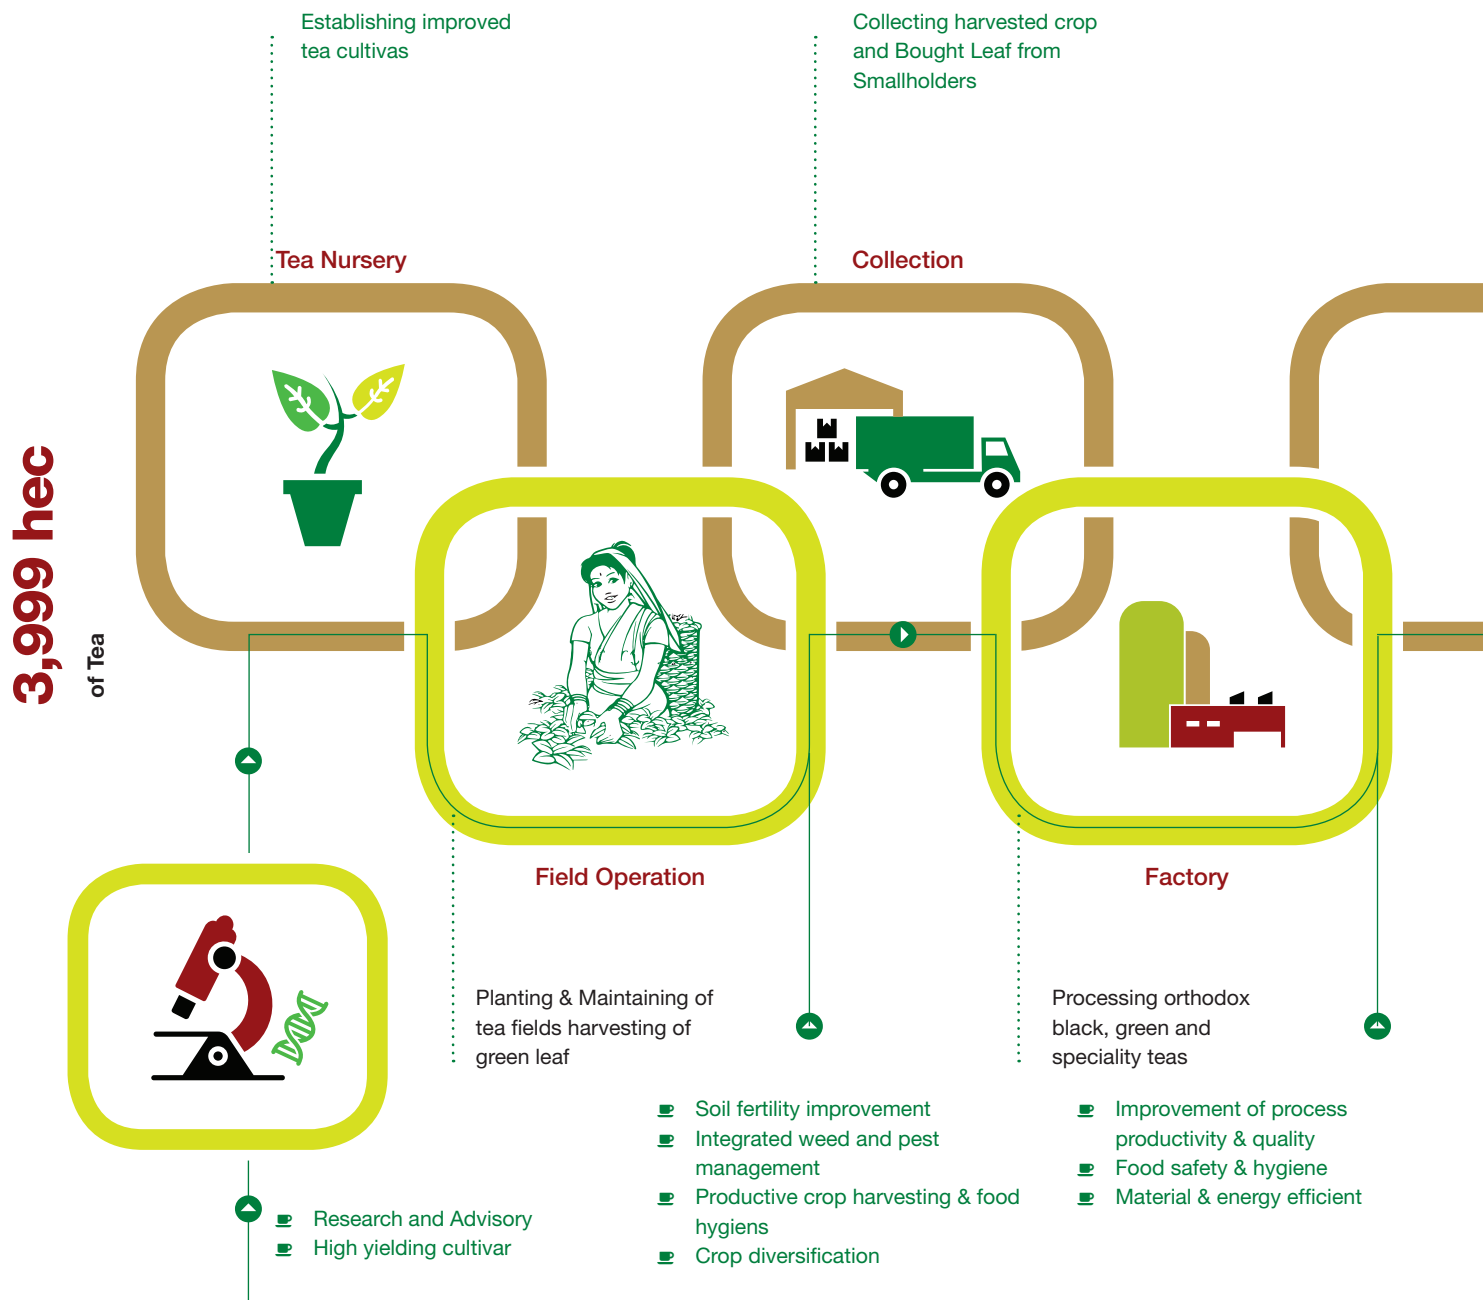 Establishing improved
tea cultivas
Collecting harvested crop
and Bought Leaf from
Smallholders
Tea Nursery
Collection
3,999 hec
of Tea
Field Operation
Factory
Planting & Maintaining of
tea fields harvesting of
green leaf
Processing orthodox
black, green and
speciality teas
Soil fertility improvement
Integrated weed and pest
management
Productive crop harvesting & food
hygiens
Crop diversification
Improvement of process
productivity & quality
Food safety & hygiene
Material & energy efficient
Research and Advisory
High yielding cultivar